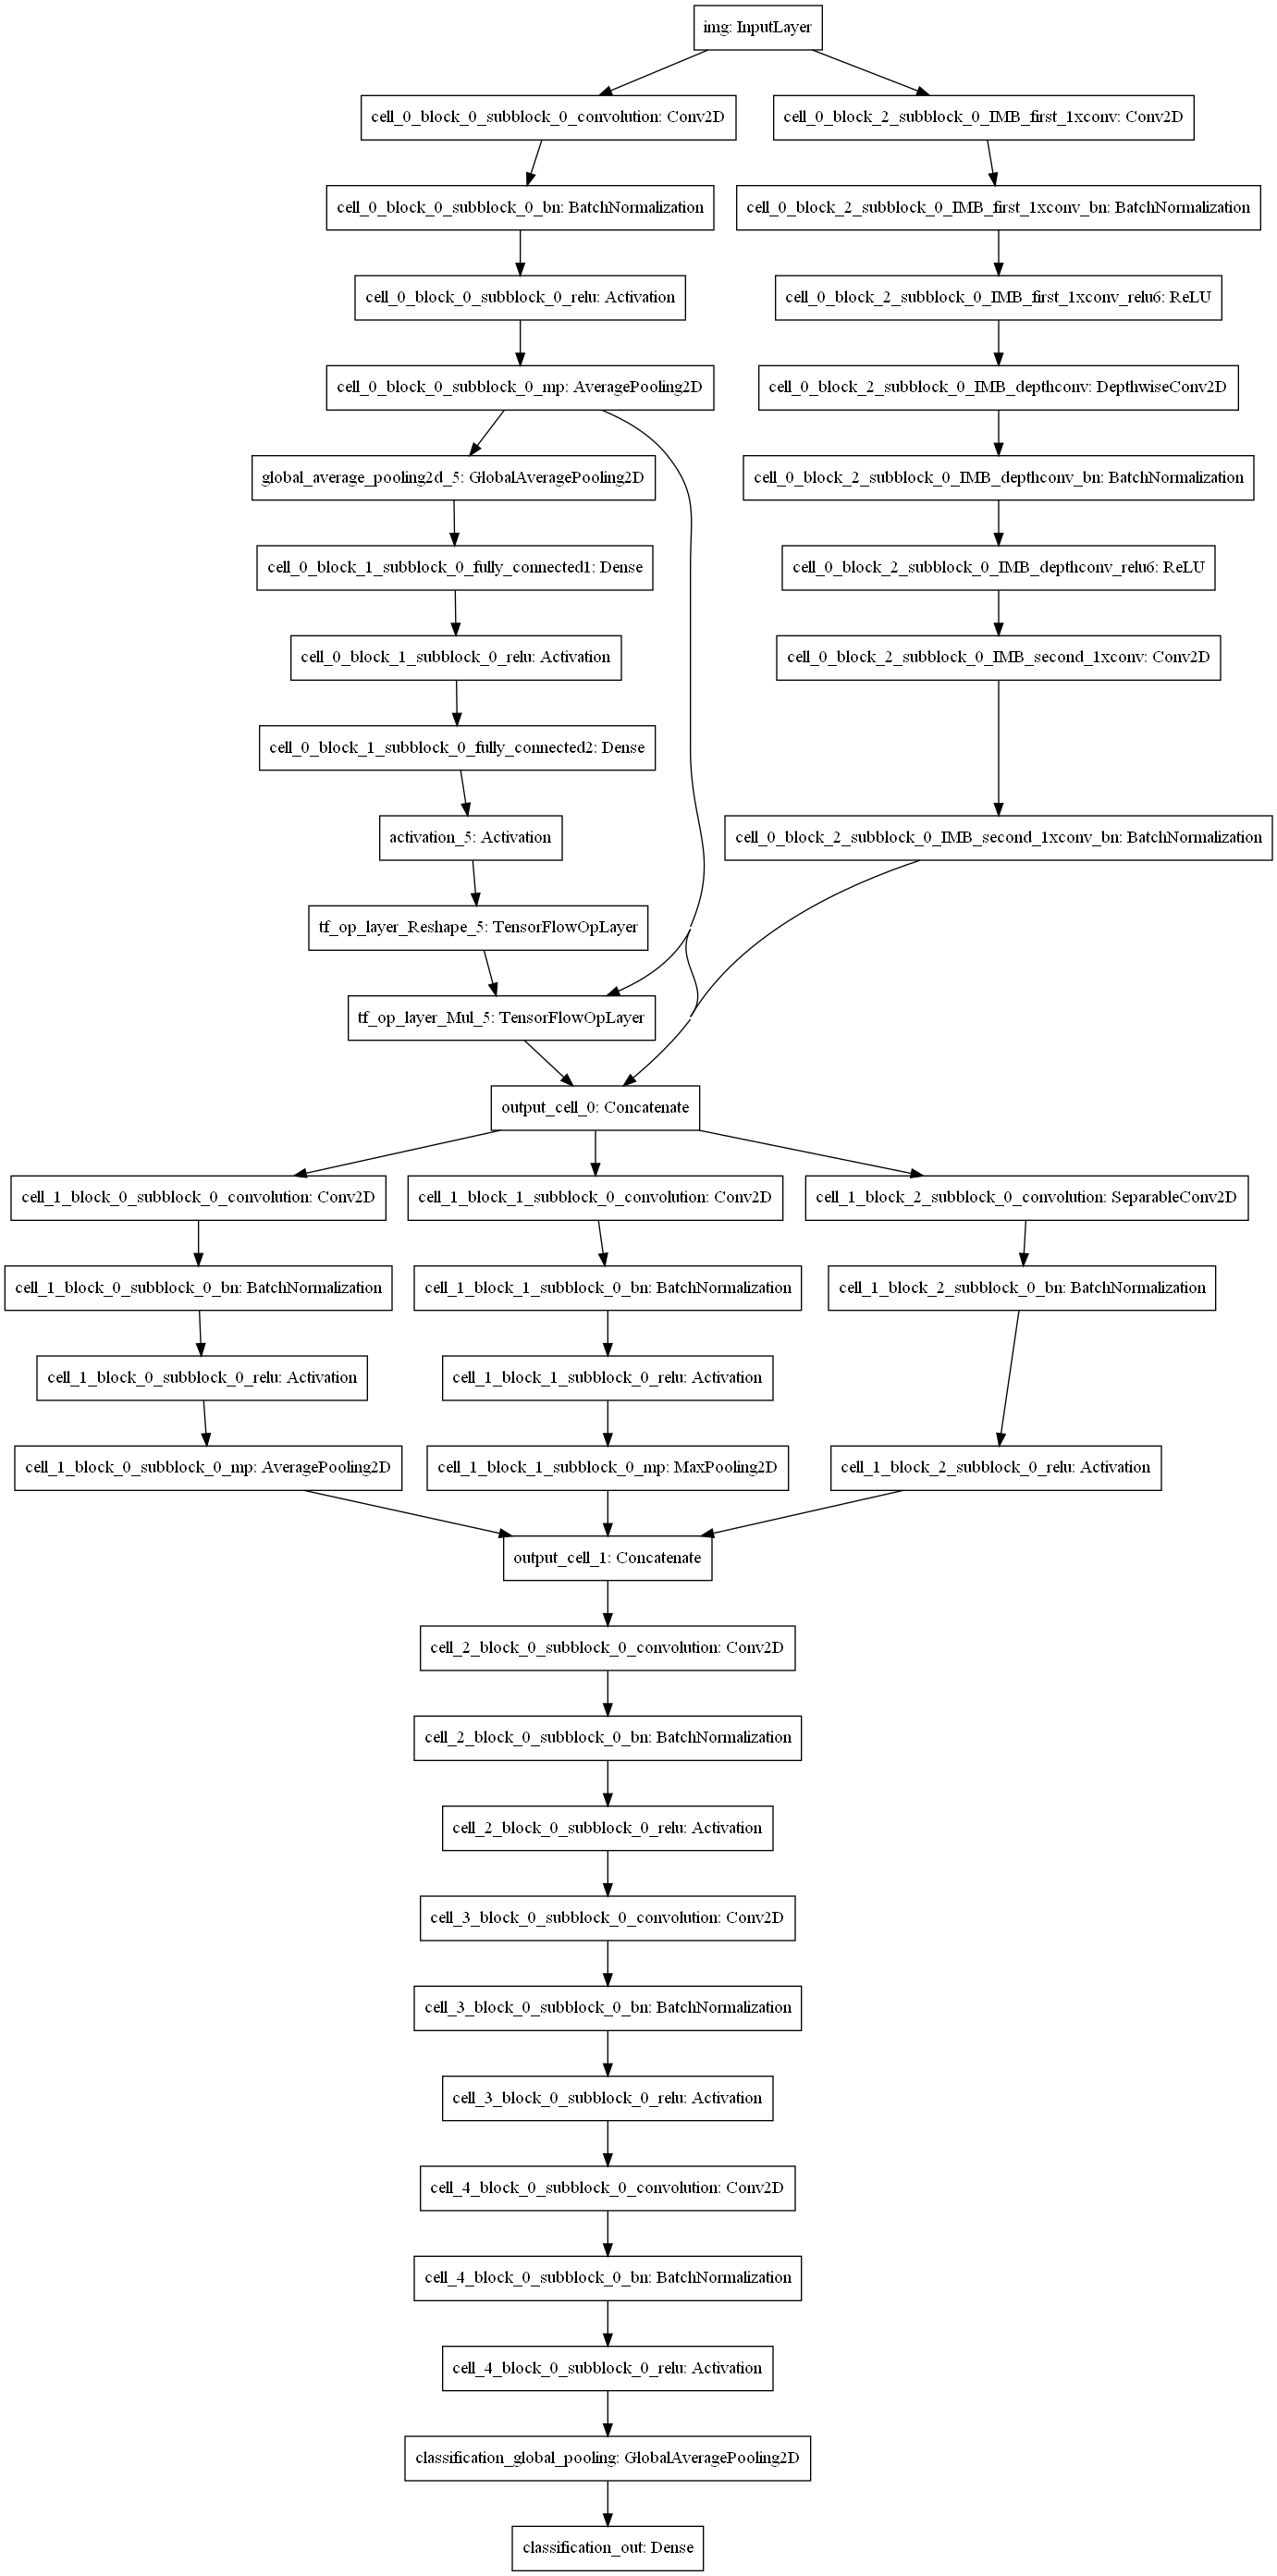 img: InputLayer
cell_0_block_0_subblock_0_convolution: Conv2D
cell_0_block_2_subblock_0_IMB_first_1xconv: Conv2D
cell_0_block_0_subblock_0_bn: BatchNormalization
cell_0_block_2_subblock_0_IMB_first_1xconv_bn: BatchNormalization
cell_0_block_0_subblock_0_relu: Activation
cell_0_block_2_subblock_0_IMB_first_1xconv_relu6: ReLU
cell_0_block_0_subblock_0_mp: AveragePooling2D
cell_0_block_2_subblock_0_IMB_depthconv: DepthwiseConv2D
global_average_pooling2d_5: GlobalAveragePooling2D
cell_0_block_2_subblock_0_IMB_depthconv_bn: BatchNormalization
cell_0_block_1_subblock_0_fully_connected1: Dense
cell_0_block_2_subblock_0_IMB_depthconv_relu6: ReLU
cell_0_block_1_subblock_0_relu: Activation
cell_0_block_2_subblock_0_IMB_second_1xconv: Conv2D
cell_0_block_1_subblock_0_fully_connected2: Dense
activation_5: Activation
cell_0_block_2_subblock_0_IMB_second_1xconv_bn: BatchNormalization
tf_op_layer_Reshape_5: TensorFlowOpLayer
tf_op_layer_Mul_5: TensorFlowOpLayer
output_cell_0: Concatenate
cell_1_block_0_subblock_0_convolution: Conv2D
cell_1_block_1_subblock_0_convolution: Conv2D
cell_1_block_2_subblock_0_convolution: SeparableConv2D
cell_1_block_0_subblock_0_bn: BatchNormalization
cell_1_block_1_subblock_0_bn: BatchNormalization
cell_1_block_2_subblock_0_bn: BatchNormalization
cell_1_block_0_subblock_0_relu: Activation
cell_1_block_1_subblock_0_relu: Activation
cell_1_block_0_subblock_0_mp: AveragePooling2D
cell_1_block_1_subblock_0_mp: MaxPooling2D
cell_1_block_2_subblock_0_relu: Activation
output_cell_1: Concatenate
cell_2_block_0_subblock_0_convolution: Conv2D
cell_2_block_0_subblock_0_bn: BatchNormalization
cell_2_block_0_subblock_0_relu: Activation
cell_3_block_0_subblock_0_convolution: Conv2D
cell_3_block_0_subblock_0_bn: BatchNormalization
cell_3_block_0_subblock_0_relu: Activation
cell_4_block_0_subblock_0_convolution: Conv2D
cell_4_block_0_subblock_0_bn: BatchNormalization
cell_4_block_0_subblock_0_relu: Activation
classification_global_pooling: GlobalAveragePooling2D
classification_out: Dense